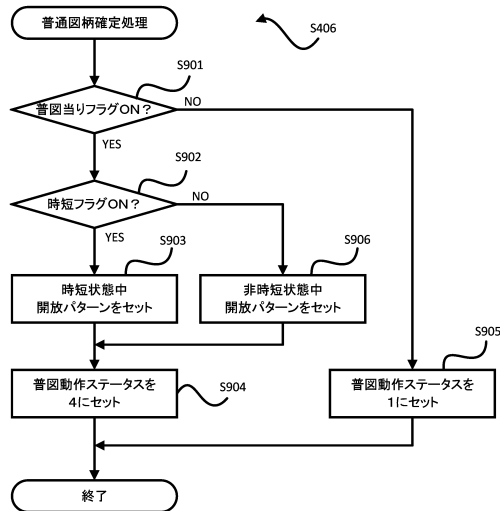 普通図柄確定処理
S406
S901
普図当りフラグON？
NO
YES
S902
時短フラグON？
NO
YES
S903
時短状態中
開放パターンをセット
S906
非時短状態中
開放パターンをセット
S905
普図動作ステータスを
4にセット
S904
普図動作ステータスを
1にセット
終了